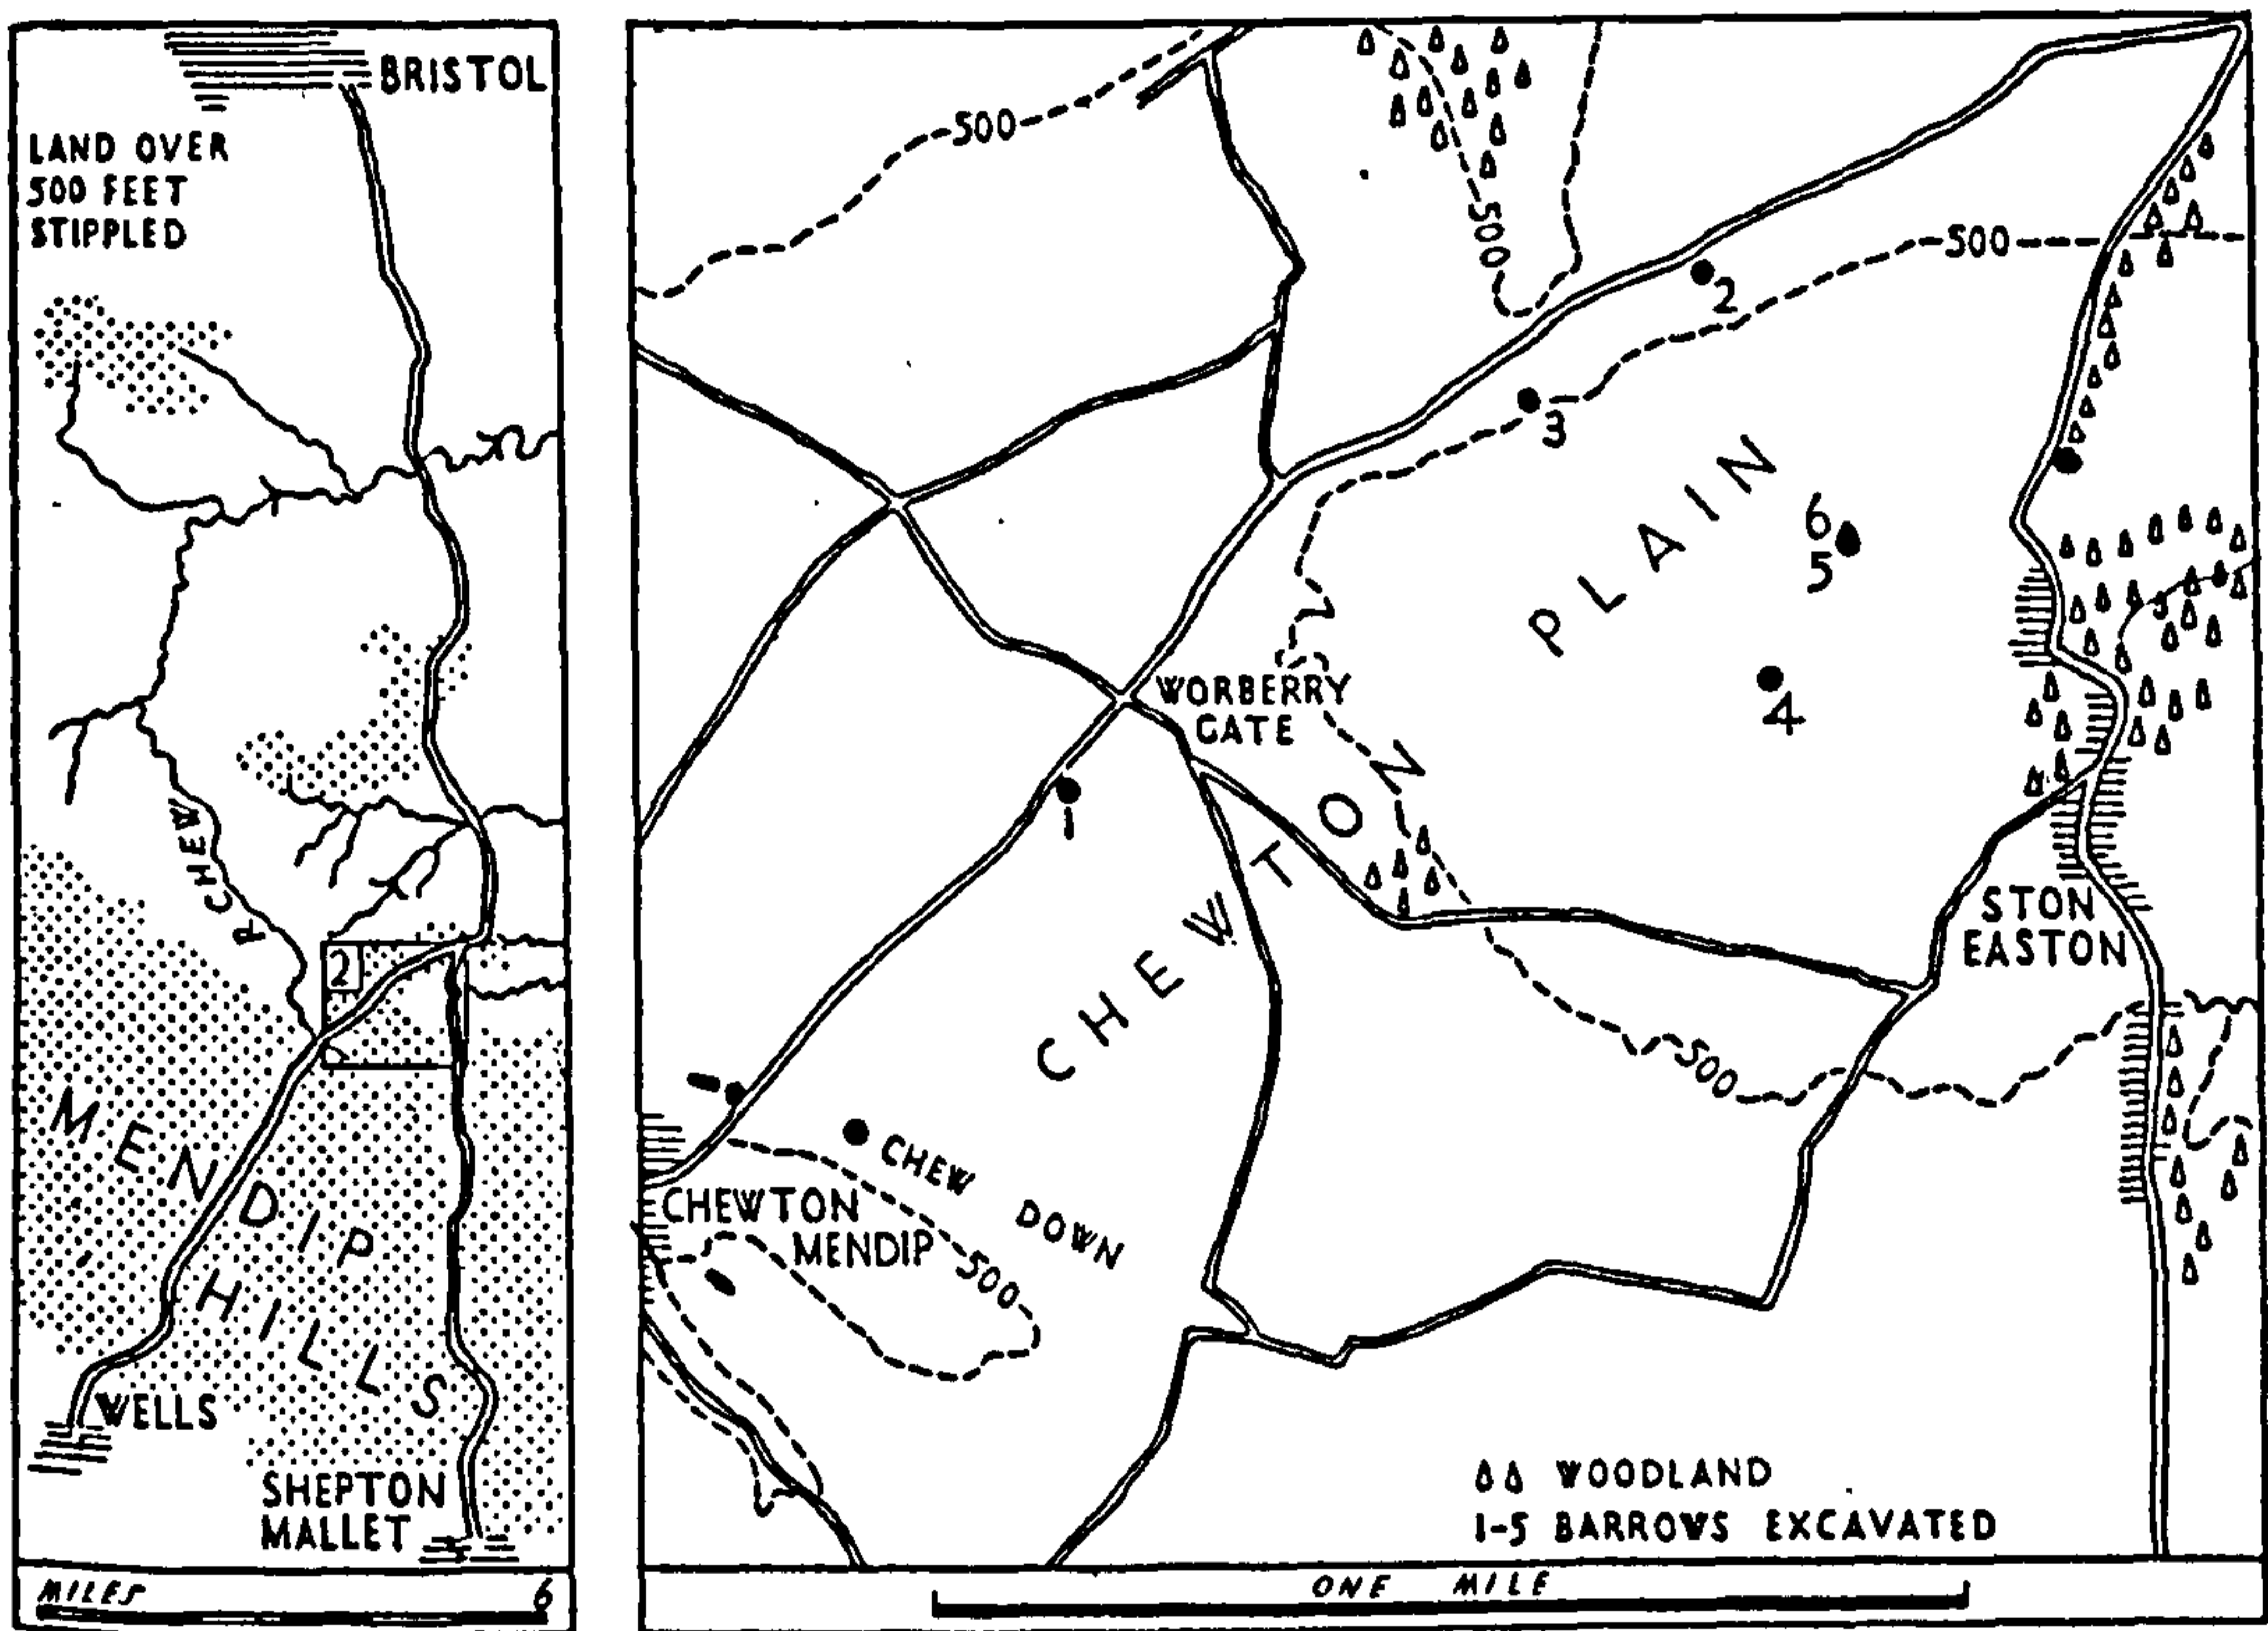 BRISTOL
LAND OVER
500 FEET
STIPPLED
R. CHEW
2
MENDIP
HILLS
WELLS
SHEPTON
MALLET
MILES 6
500
500
500
2
3
PLAIN
6
5
4
WORBERRY
GATE
1
CHEWTON
STON
EASTON
500
CHEW DOWN
CHEWTON
MENDIP
500
WOODLAND
1-5 BARROWS EXCAVATED
ONE MILE